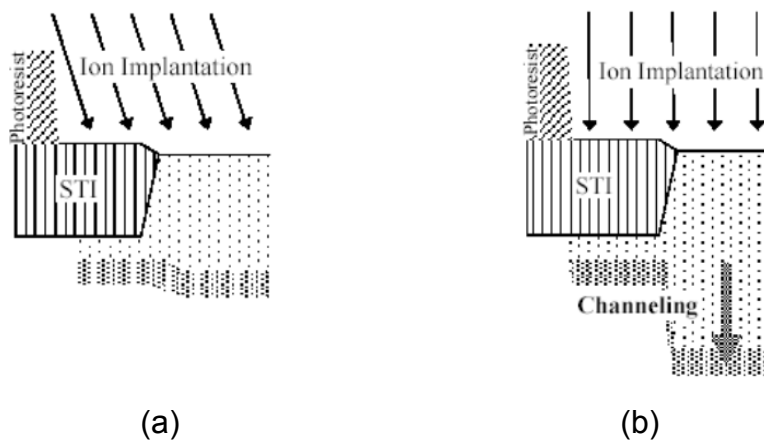 Ion Implantation
Photoresist
STI
(a)
Ion Implantation
Photoresist
STI
Channeling
(b)